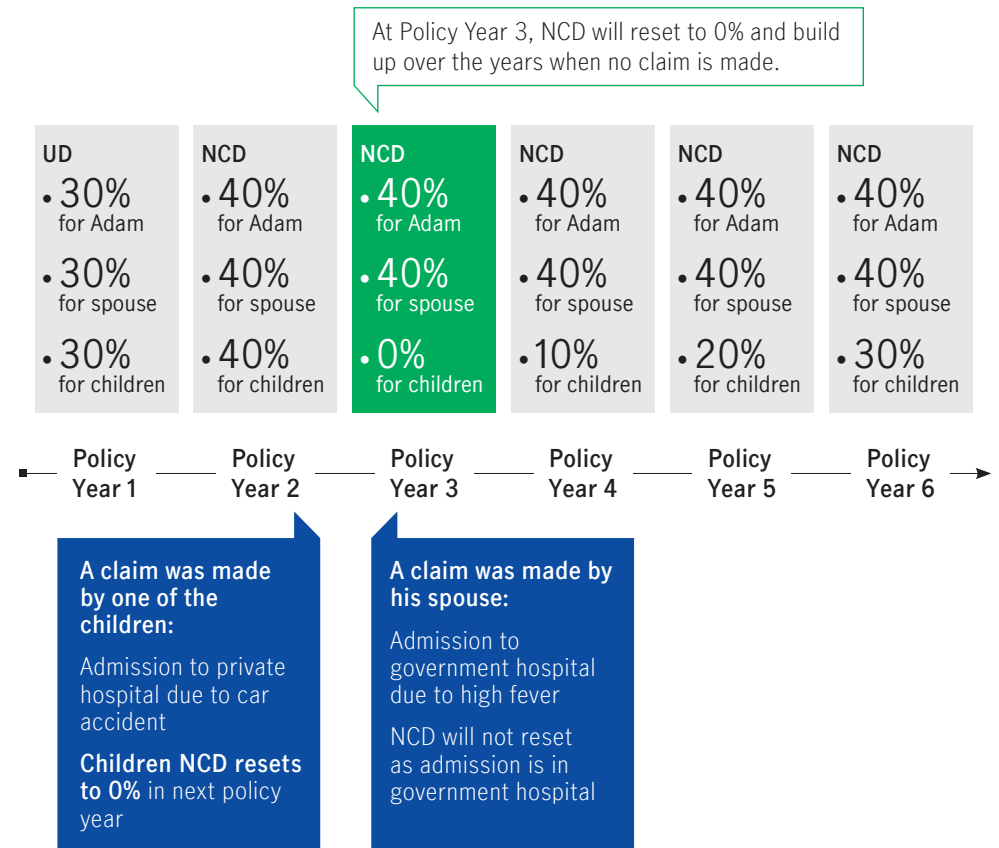 At Policy Year 3, NCD will reset to 0% and build
up over the years when no claim is made.
UD
• 30%
for Adam
• 30%
for spouse
• 30%
for children
NCD
• 40%
for Adam
• 40%
for spouse
• 40%
for children
NCD
• 40%
for Adam
• 40%
for spouse
• 0%
for children
NCD
• 40%
for Adam
• 40%
for spouse
• 10%
for children
NCD
• 40%
for Adam
• 40%
for spouse
• 20%
for children
NCD
• 40%
for Adam
• 40%
for spouse
• 30%
for children
Policy
Year 1
Policy
Year 2
Policy
Year 3
Policy
Year 4
Policy
Year 5
Policy
Year 6
A claim was made
by one of the
children:
Admission to private
hospital due to car
accident
Children NCD resets
to 0% in next policy
year
A claim was made by
his spouse:
Admission to
government hospital
due to high fever
NCD will not reset
as admission is in
government hospital